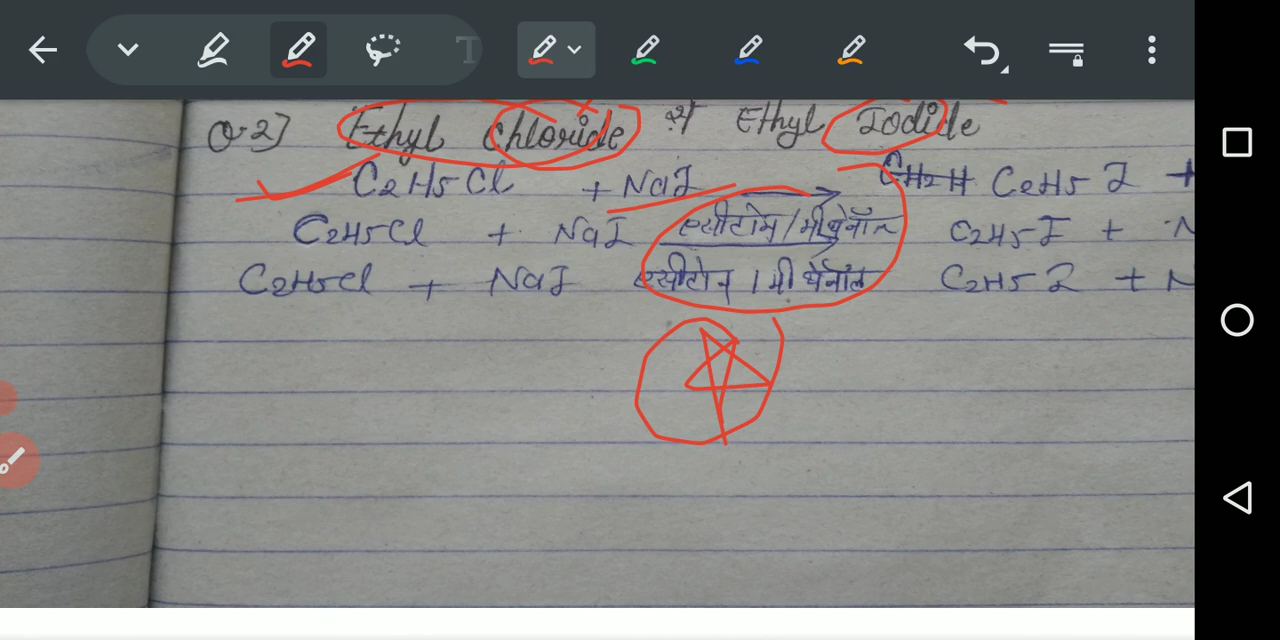 Q.2] Ethyl Chloride से Ethyl Iodide
C2H5Cl + NaI → C2H5I +
C2H5Cl + NaI एसीटोन/मीथेनॉल C2H5I + N
C2H5Cl + NaI एसीटोन/मीथेनॉल C2H5I + N